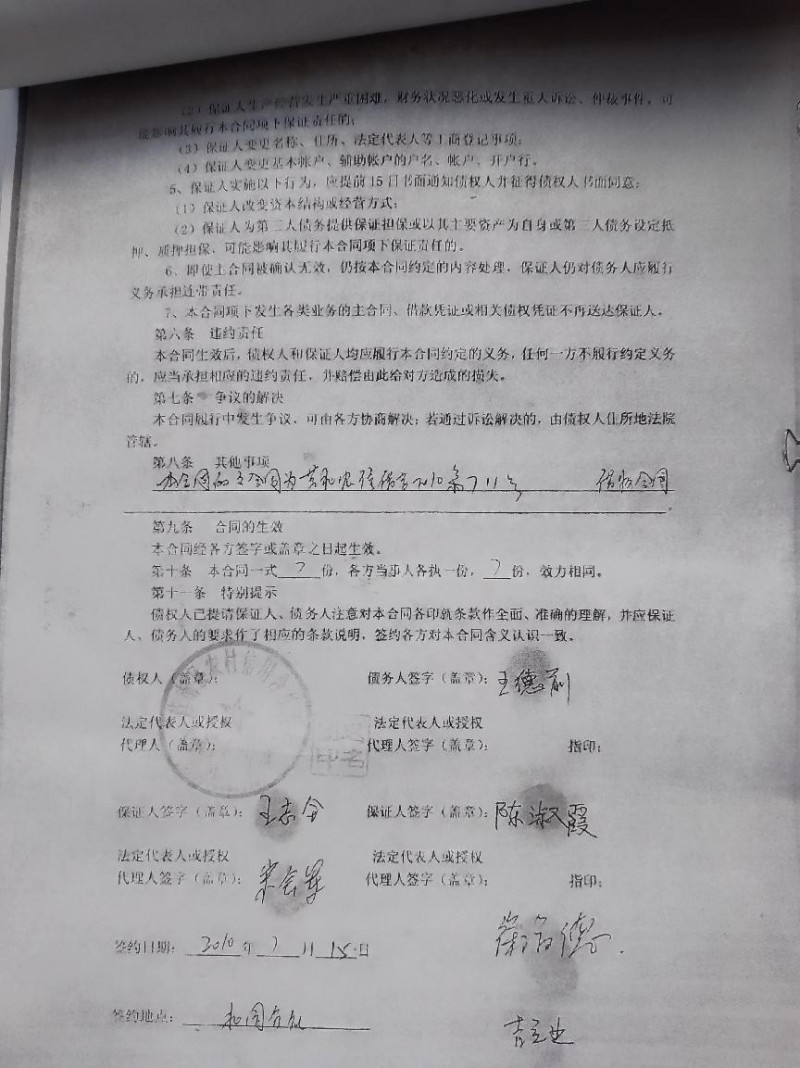 (2) 保证人生产经营发生严重困难，财务状况恶化或发生重大诉讼、仲裁事件，可
能影响其履行本合同项下保证责任的；
(3) 保证人变更名称、住所、法定代表人等工商登记事项；
(4) 保证人变更基本帐户、辅助帐户的户名、帐户、开户行。
5、保证人实施以下行为，应提前15日书面通知债权人并征得债权人书面同意：
(1) 保证人改变资本结构或经营方式；
(2) 保证人为第三人债务提供保证担保或以其主要资产为自身或第三人债务设定抵
押、质押担保，可能影响其履行本合同项下保证责任的。
6、即使主合同被确认无效，仍按本合同约定的内容处理，保证人仍对债务人应履行
义务承担连带责任。
7、本合同项下发生各类业务的主合同、借款凭证或相关债权凭证不再送达保证人。
第六条 违约责任
本合同生效后，债权人和保证人均应履行本合同约定的义务，任何一方不履行约定义务
的，应当承担相应的违约责任，并赔偿由此给对方造成的损失。
第七条 争议的解决
本合同履行中发生争议，可由各方协商解决；若通过诉讼解决的，由债权人住所地法院
管辖。
第八条 其他事项
本合同的主合同为 2010 711号 借款合同
第九条 合同的生效
本合同经各方签字或盖章之日起生效。
第十条 本合同一式 份，各方当事人各执一份， 份，效力相同。
第十一条 特别提示
债权人已提请保证人、债务人注意对本合同各印就条款作全面、准确的理解，并应保证
人、债务人的要求作了相应的条款说明，签约各方对本合同含义认识一致。
债权人（盖章）： 债务人签字（盖章）：王德前
法定代表人或授权 法定代表人或授权
代理人（盖章）： 代理人签字（盖章）： 指印：
保证人签字（盖章）：王志全 保证人签字（盖章）：陈淑霞
法定代表人或授权 法定代表人或授权
代理人签字（盖章）： 代理人签字（盖章）： 指印：
签约日期：2010年 月15日
签约地点：